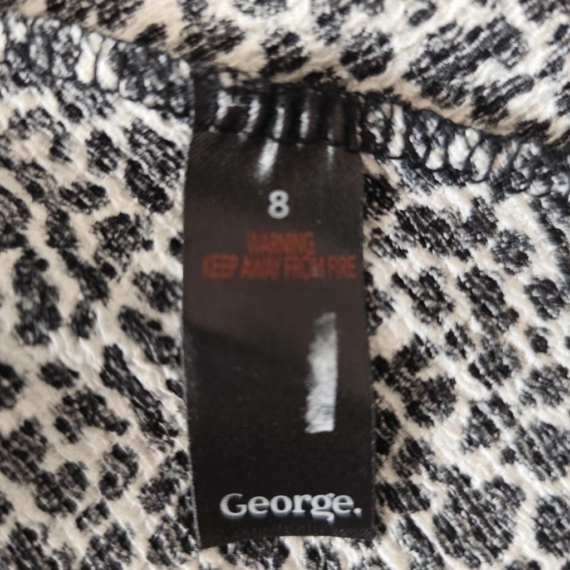 8
WARNING
KEEP AWAY FROM FIRE
George.